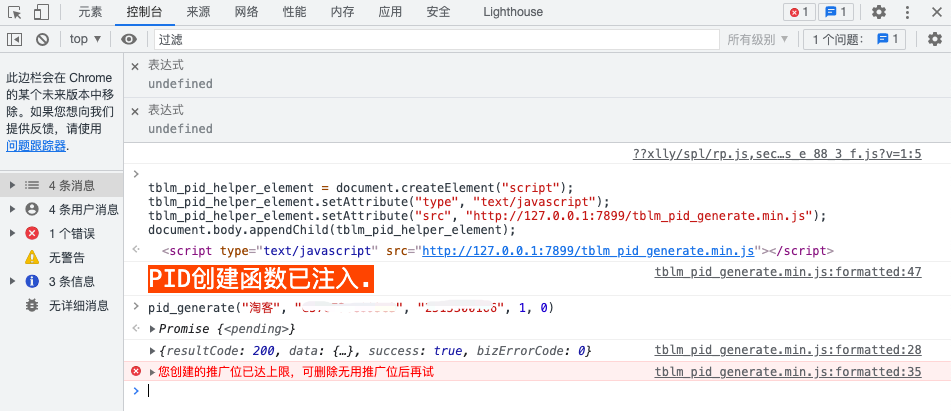 元素 控制台 来源 网络 性能 内存 应用 安全 Lighthouse 1 1
top 过滤 所有级别 1 个问题: 1
此边栏会在 Chrome
的某个未来版本中移
除。如果您想向我们
提供反馈，请使用
问题跟踪器.
4 条消息
4 条用户消息
1 个错误
无警告
3 条信息
无详细消息
表达式
undefined
表达式
undefined
??xlly/spl/rp.js,sec…s_e_88_3_f.js?v=1:5
tblm_pid_helper_element = document.createElement("script");
tblm_pid_helper_element.setAttribute("type", "text/javascript");
tblm_pid_helper_element.setAttribute("src", "http://127.0.0.1:7899/tblm_pid_generate.min.js");
document.body.appendChild(tblm_pid_helper_element);
<script type="text/javascript" src="http://127.0.0.1:7899/tblm_pid_generate.min.js"></script>
PID创建函数已注入. tblm_pid_generate.min.js:formatted:47
pid_generate("淘客", 1, 0)
Promise {<pending>}
{resultCode: 200, data: {…}, success: true, bizErrorCode: 0} tblm_pid_generate.min.js:formatted:28
您创建的推广位已达上限，可删除无用推广位后再试 tblm_pid_generate.min.js:formatted:35